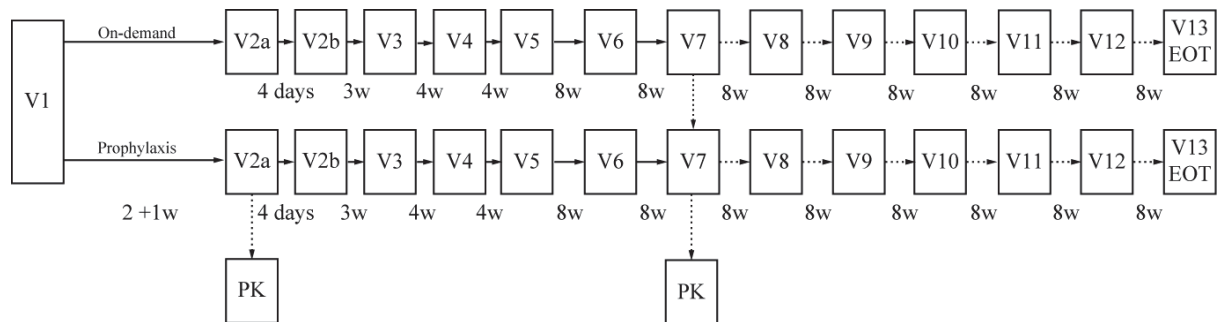 V1
On-demand
V2a V2b V3 V4 V5 V6 V7 V8 V9 V10 V11 V12 V13
EOT
4 days 3w 4w 4w 8w 8w 8w 8w 8w 8w 8w 8w
Prophylaxis
V2a V2b V3 V4 V5 V6 V7 V8 V9 V10 V11 V12 V13
EOT
2 +1w 4 days 3w 4w 4w 8w 8w 8w 8w 8w 8w 8w 8w
PK PK